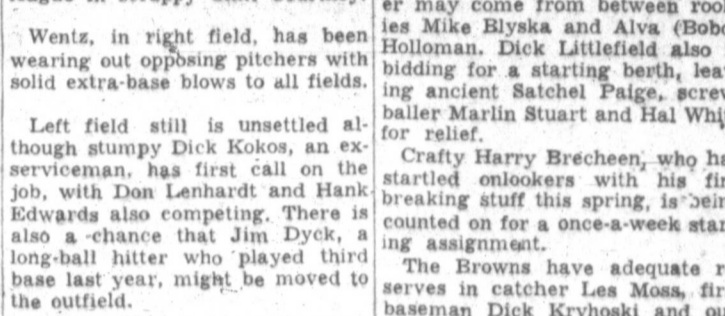 Wentz, in right field, has been
wearing out opposing pitchers with
solid extra-base blows to all fields.
Left field still is unsettled al-
though stumpy Dick Kokos, an ex-
serviceman, has first call on the
job, with Don Lenhardt and Hank
Edwards also competing. There is
also a chance that Jim Dyck, a
long-ball hitter who played third
base last year, might be moved to
the outfield.
er may come from between roo
ies Mike Blyska and Alva (Bobo
Holloman. Dick Littlefield also
bidding for a starting berth, lea
ing ancient Satchel Paige, screw
baller Marlin Stuart and Hal Whi
for relief.
Crafty Harry Brecheen, who ha
startled onlookers with his fir
breaking stuff this spring, is bein
counted on for a once-a-week star
ing assignment.
The Browns have adequate r
serves in catcher Les Moss, fir
baseman Dick Kryhoski and ou